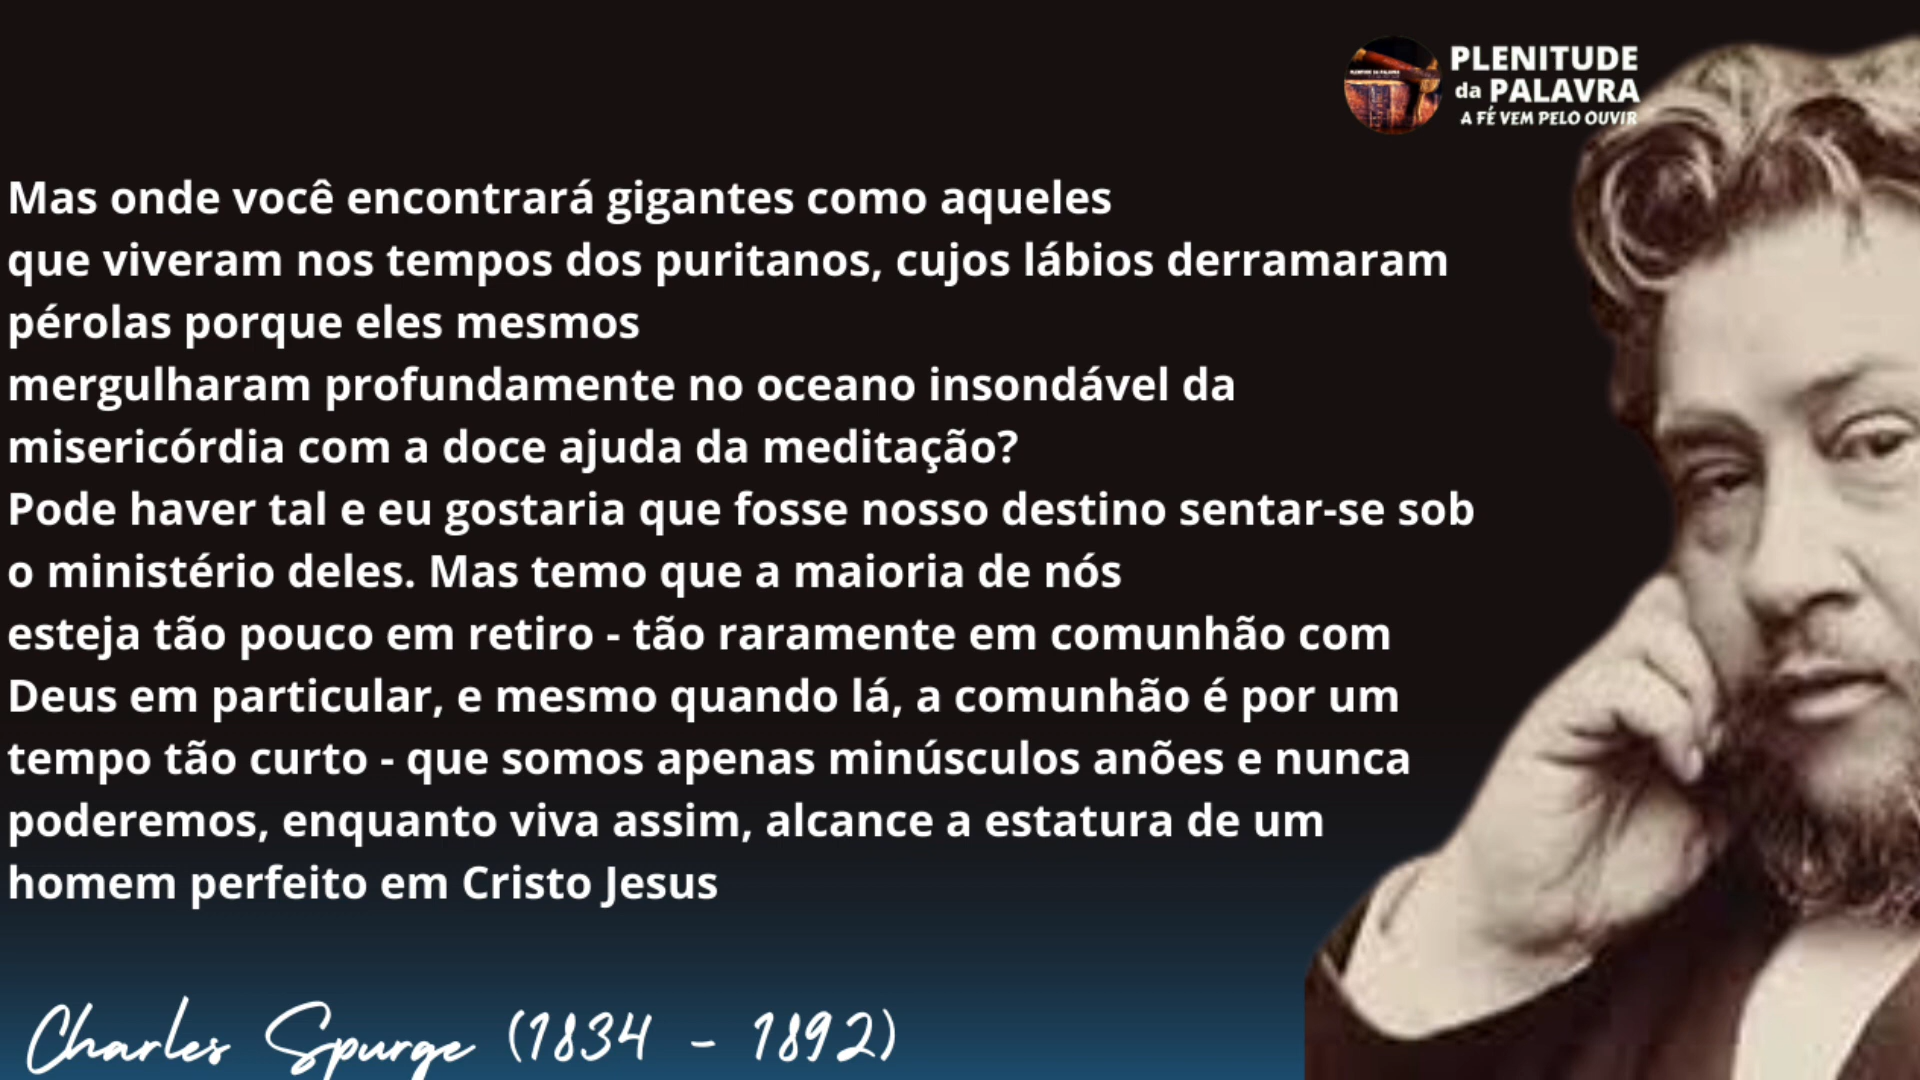 PLENITUDE
da PALAVRA
A FÉ VEM PELO OUVIR
Mas onde você encontrará gigantes como aqueles
que viveram nos tempos dos puritanos, cujos lábios derramaram
pérolas porque eles mesmos
mergulharam profundamente no oceano insondável da
misericórdia com a doce ajuda da meditação?
Pode haver tal e eu gostaria que fosse nosso destino sentar-se sob
o ministério deles. Mas temo que a maioria de nós
esteja tão pouco em retiro - tão raramente em comunhão com
Deus em particular, e mesmo quando lá, a comunhão é por um
tempo tão curto - que somos apenas minúsculos anões e nunca
poderemos, enquanto viva assim, alcance a estatura de um
homem perfeito em Cristo Jesus
Charles Spurge (1834 - 1892)